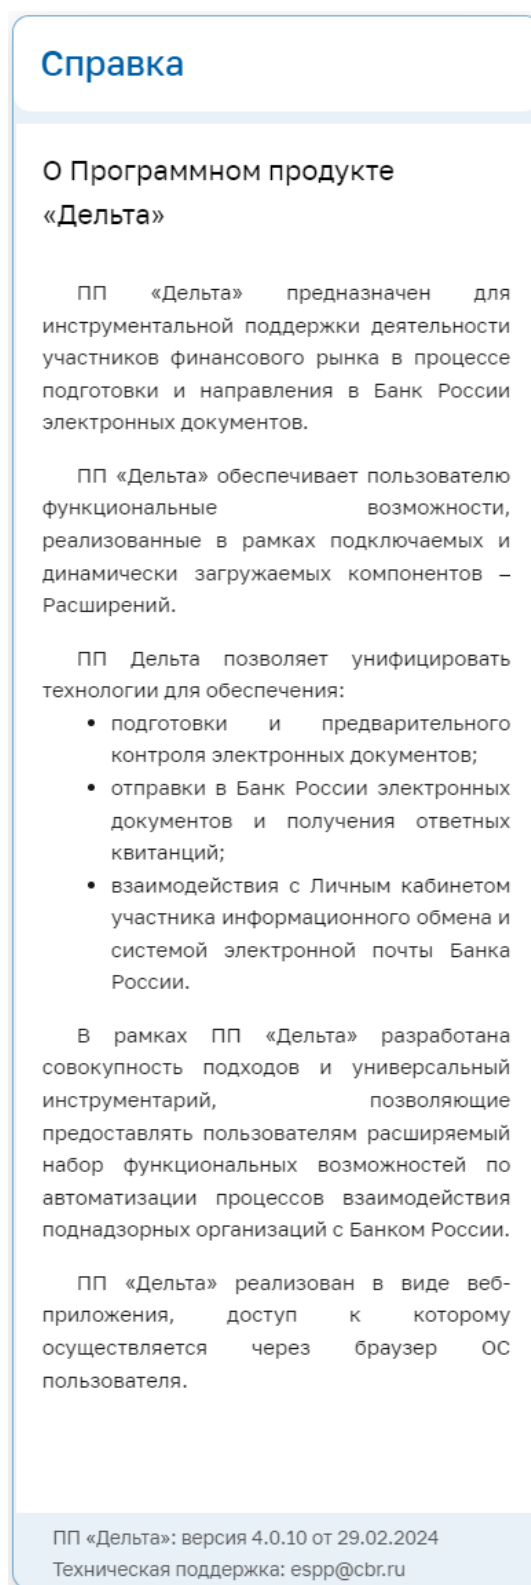 Справка
О Программном продукте
«Дельта»
ПП «Дельта» предназначен для
инструментальной поддержки деятельности
участников финансового рынка в процессе
подготовки и направления в Банк России
электронных документов.
ПП «Дельта» обеспечивает пользователю
функциональные возможности,
реализованные в рамках подключаемых и
динамически загружаемых компонентов –
Расширений.
ПП Дельта позволяет унифицировать
технологии для обеспечения:
• подготовки и предварительного
контроля электронных документов;
• отправки в Банк России электронных
документов и получения ответных
квитанций;
• взаимодействия с Личным кабинетом
участника информационного обмена и
системой электронной почты Банка
России.
В рамках ПП «Дельта» разработана
совокупность подходов и универсальный
инструментарий, позволяющие
предоставлять пользователям расширяемый
набор функциональных возможностей по
автоматизации процессов взаимодействия
поднадзорных организаций с Банком России.
ПП «Дельта» реализован в виде веб-
приложения, доступ к которому
осуществляется через браузер ОС
пользователя.
ПП «Дельта»: версия 4.0.10 от 29.02.2024
Техническая поддержка: espp@cbr.ru